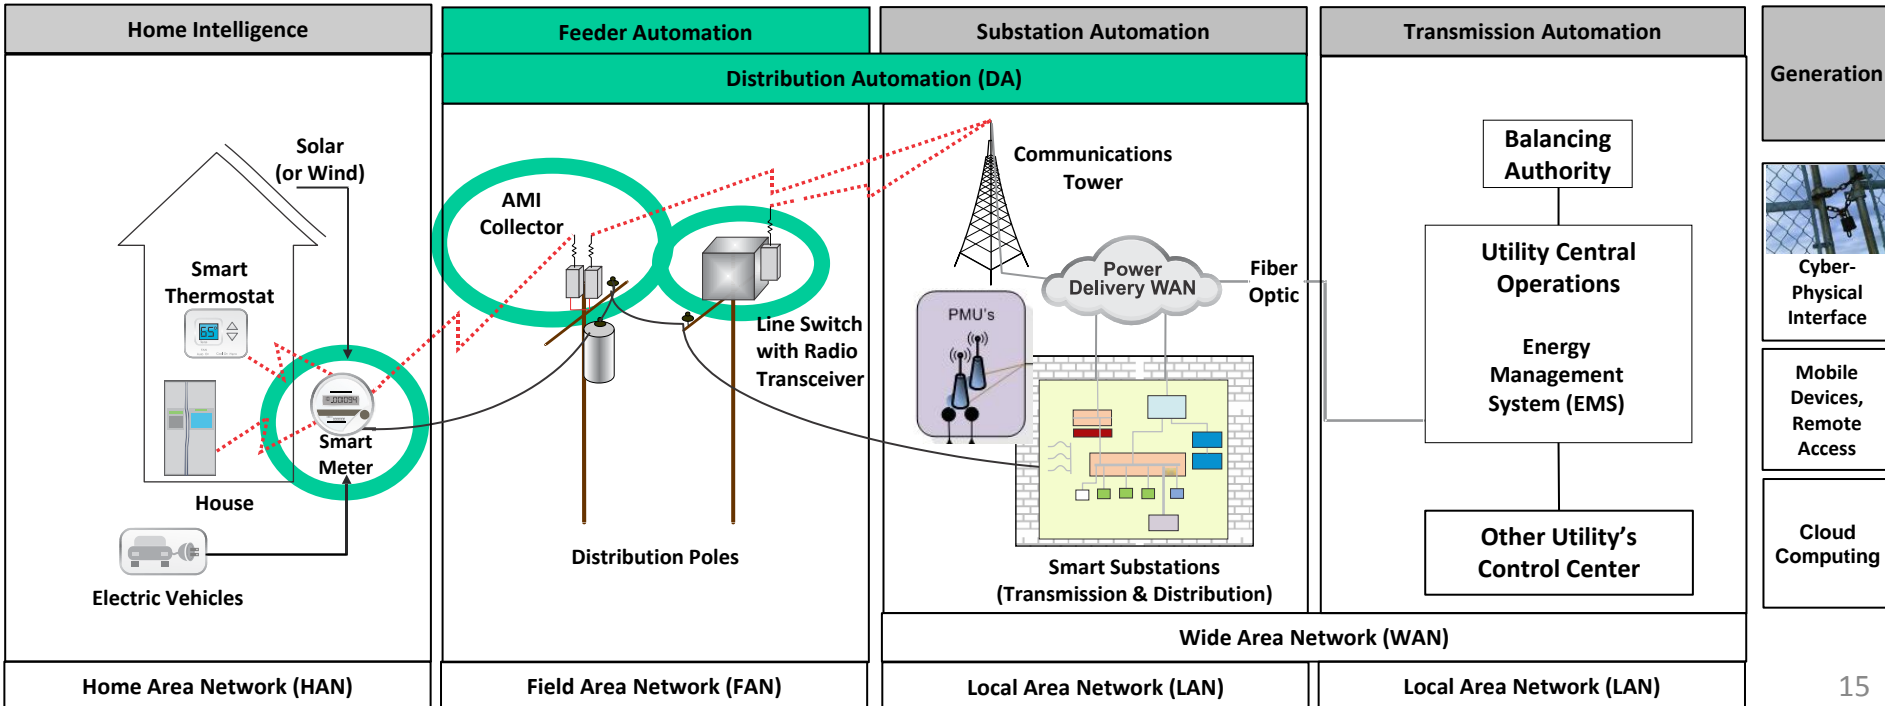 Home Intelligence
Feeder Automation
Substation Automation
Transmission Automation
Generation
Distribution Automation (DA)
Solar
(or Wind)
Smart
Thermostat
65°
Smart
Meter
House
Electric Vehicles
AMI
Collector
Line Switch
with Radio
Transceiver
Distribution Poles
Communications
Tower
Power
Delivery WAN
Fiber
Optic
PMU's
Smart Substations
(Transmission & Distribution)
Balancing
Authority
Utility Central
Operations
Energy
Management
System (EMS)
Other Utility's
Control Center
Cyber-
Physical
Interface
Mobile
Devices,
Remote
Access
Cloud
Computing
Wide Area Network (WAN)
Home Area Network (HAN)
Field Area Network (FAN)
Local Area Network (LAN)
Local Area Network (LAN)
15